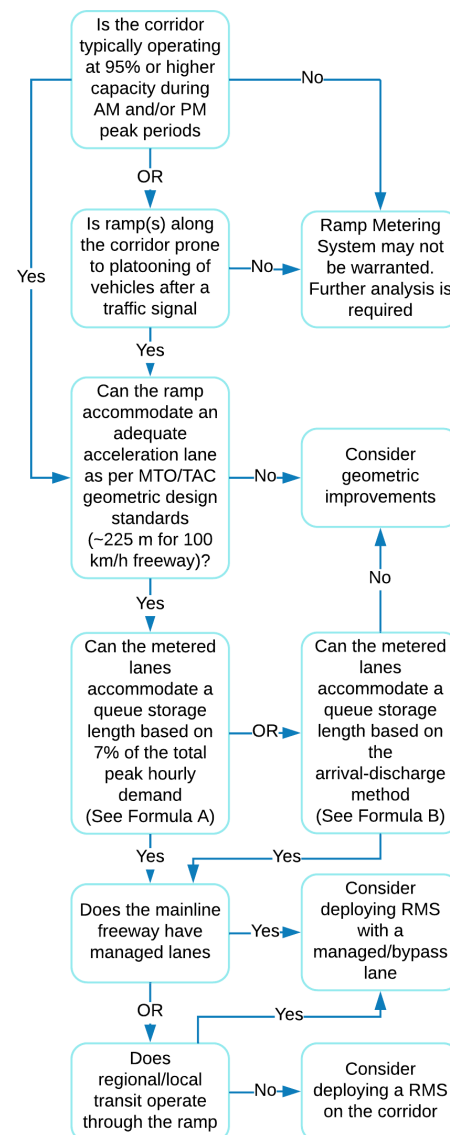 Is the corridor
typically operating
at 95% or higher
capacity during
AM and/or PM
peak periods
No
OR
Yes
Is ramp(s) along
the corridor prone
to platooning of
vehicles after a
traffic signal
No
Ramp Metering
System may not
be warranted.
Further analysis is
required
Yes
Can the ramp
accommodate an
adequate
acceleration lane
as per MTO/TAC
geometric design
standards
(~225 m for 100
km/h freeway)?
No
Consider
geometric
improvements
No
Yes
Can the metered
lanes
accommodate a
queue storage
length based on
7% of the total
peak hourly
demand
(See Formula A)
OR
Can the metered
lanes
accommodate a
queue storage
length based on
the
arrival-discharge
method
(See Formula B)
Yes
Yes
Does the mainline
freeway have
managed lanes
Yes
Consider
deploying RMS
with a
managed/bypass
lane
OR
Yes
Does
regional/local
transit operate
through the ramp
No
Consider
deploying a RMS
on the corridor